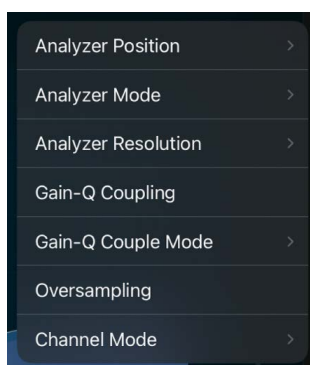 Analyzer Position
Analyzer Mode
Analyzer Resolution
Gain-Q Coupling
Gain-Q Couple Mode
Oversampling
Channel Mode